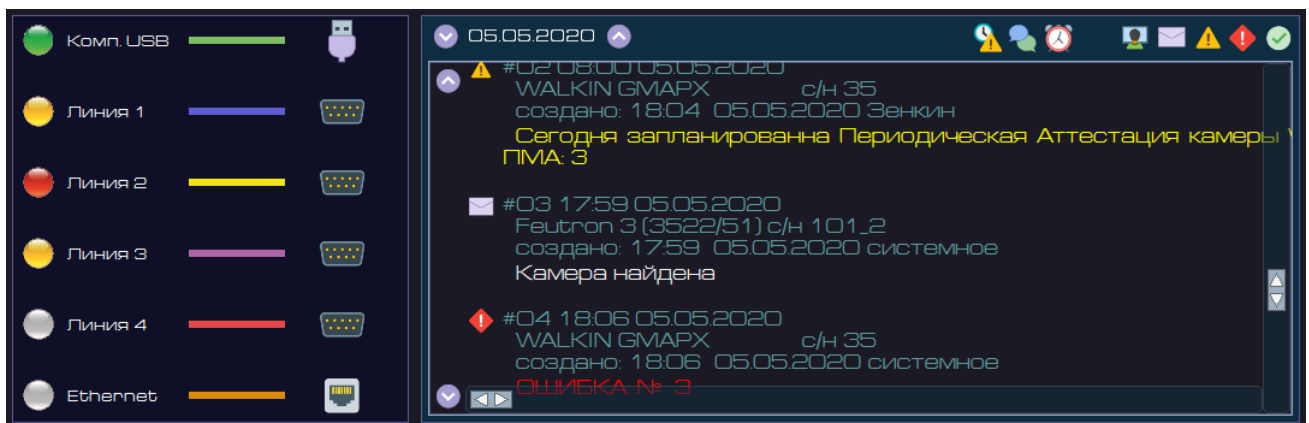 Комп. USB
Линия 1
Линия 2
Линия 3
Линия 4
Ethernet
05.05.2020
#02 08:00 05.05.2020
WALKIN GMAPX с/н 35
создано: 18:04 05.05.2020 Зенкин
Сегодня запланированна Периодическая Аттестация камеры
ПМА: 3
#03 17:59 05.05.2020
Feutron 3 (3522/51) с/н 101_2
создано: 17:59 05.05.2020 системное
Камера найдена
#04 18:06 05.05.2020
WALKIN GMAPX с/н 35
создано: 18:06 05.05.2020 системное
ОШИБКА № 3